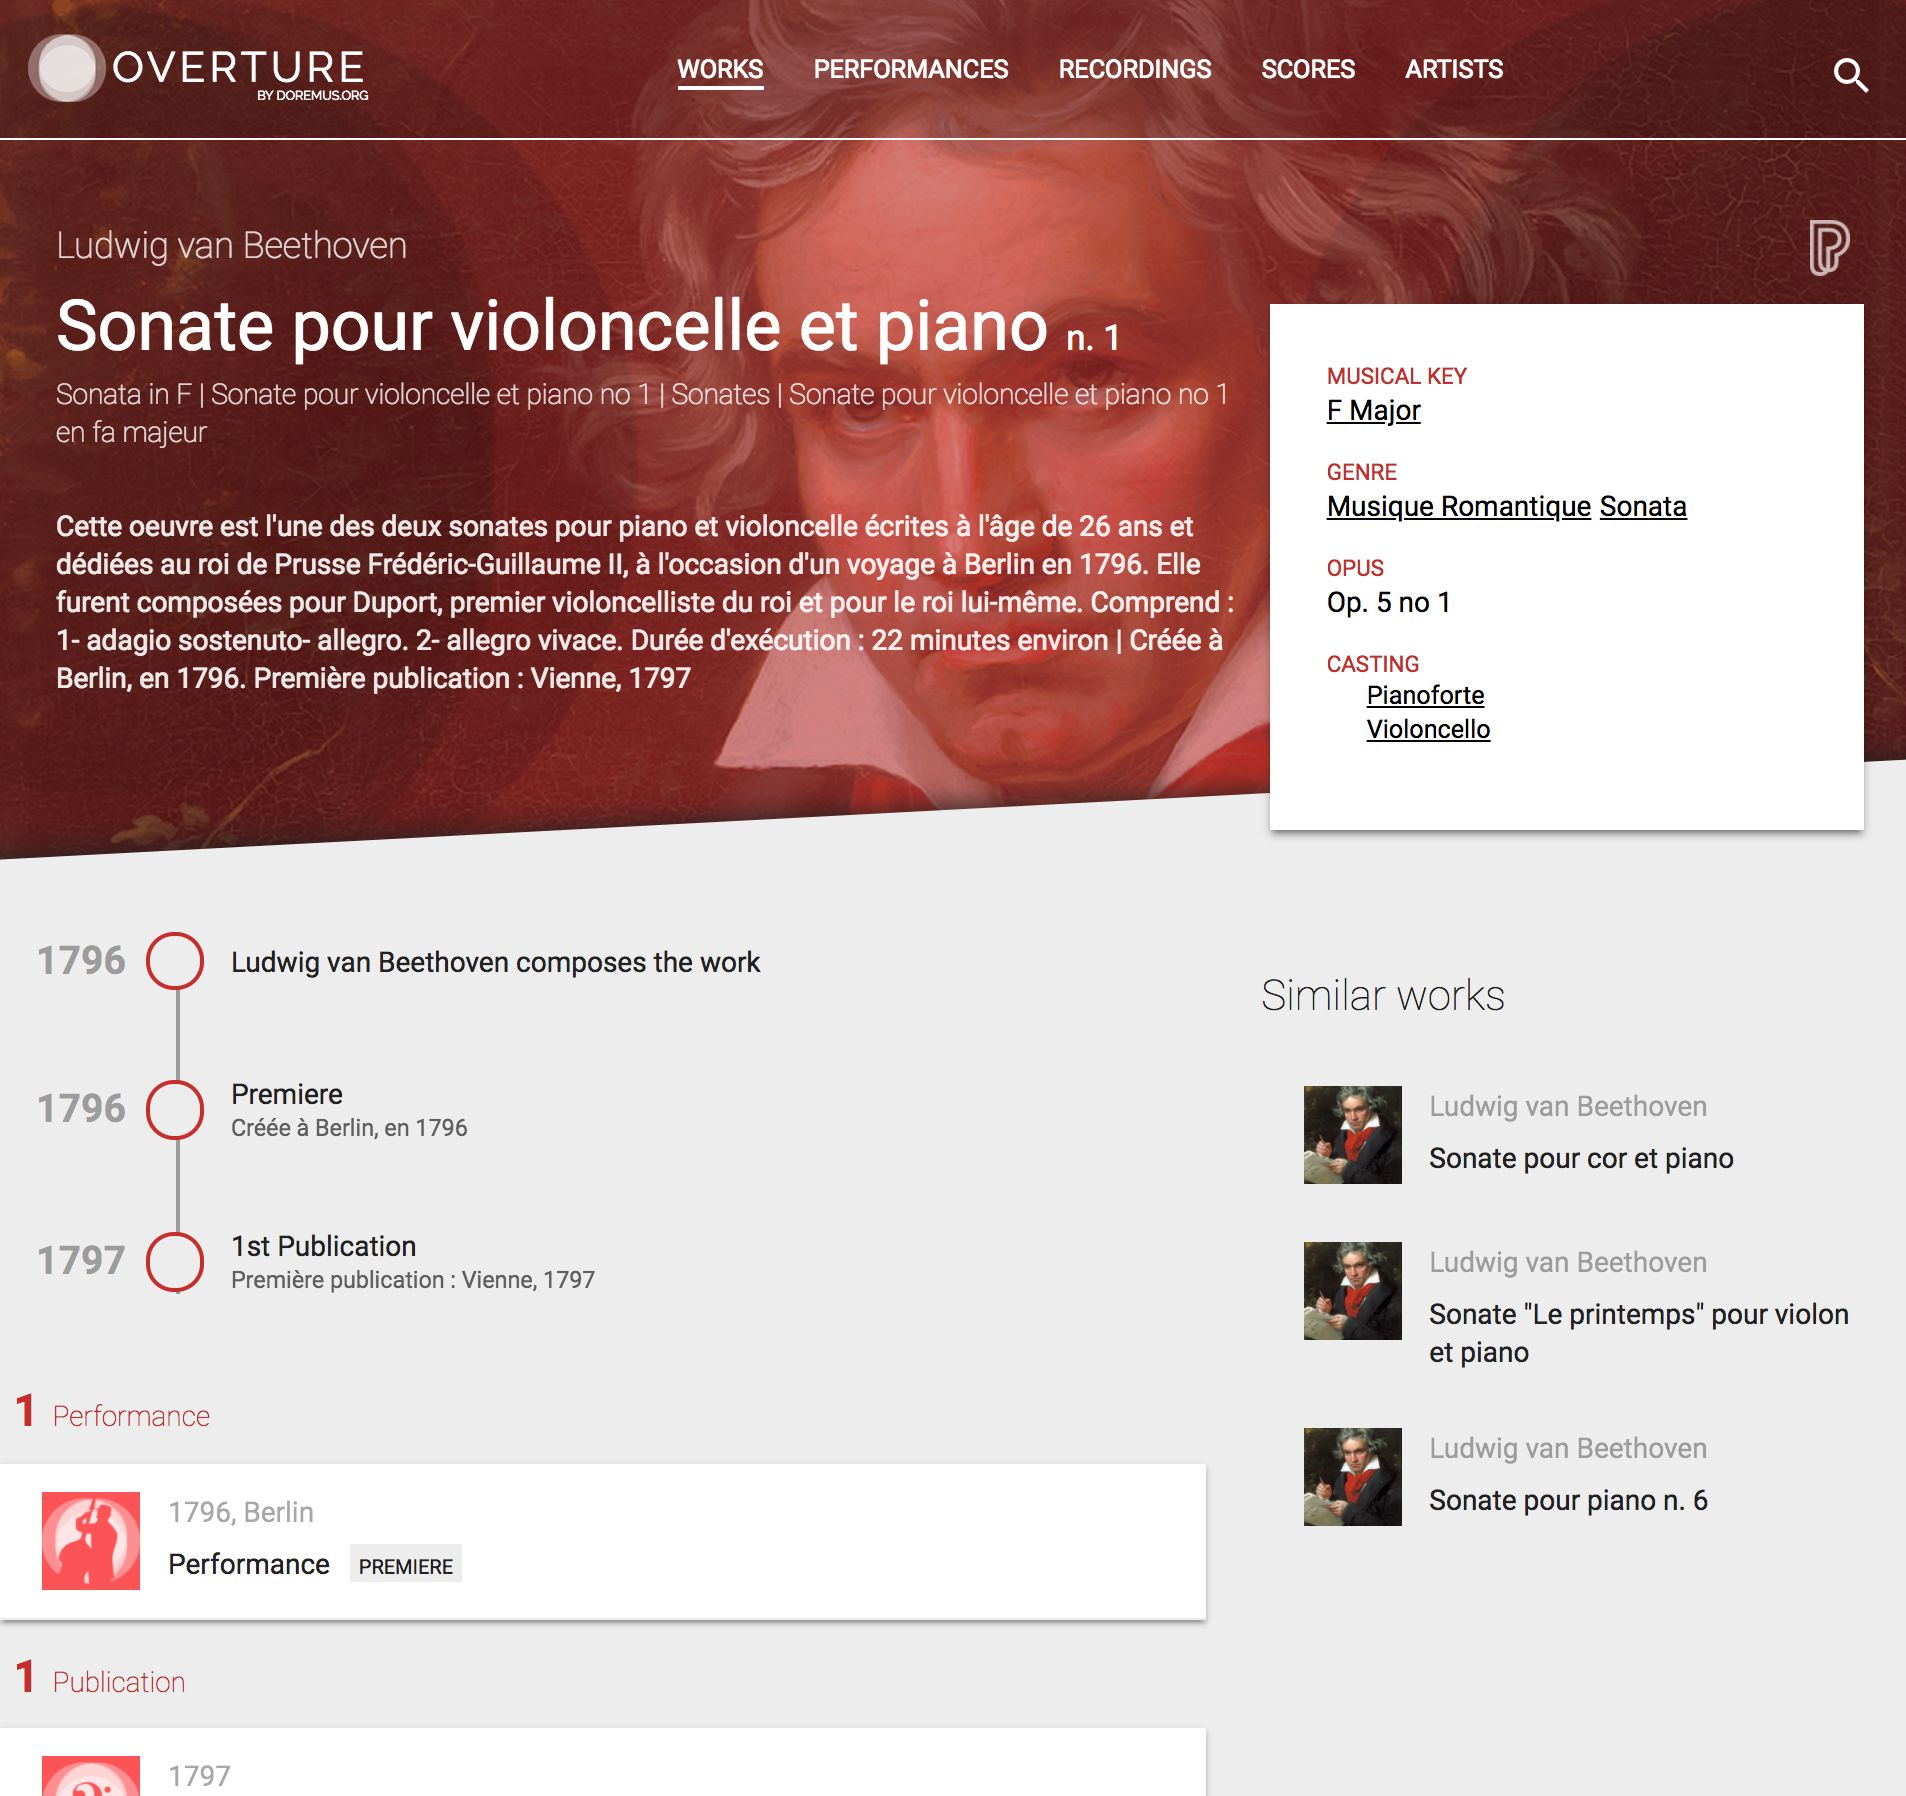 OVERTURE
BY DOREMUS.ORG
WORKS
PERFORMANCES
RECORDINGS
SCORES
ARTISTS
Ludwig van Beethoven
Sonate pour violoncelle et piano n. 1
Sonata in F | Sonate pour violoncelle et piano no 1 | Sonates | Sonate pour violoncelle et piano no 1
en fa majeur
Cette oeuvre est l'une des deux sonates pour piano et violoncelle écrites à l'âge de 26 ans et
dédiées au roi de Prusse Frédéric-Guillaume II, à l'occasion d'un voyage à Berlin en 1796. Elle
furent composées pour Duport, premier violoncelliste du roi et pour le roi lui-même. Comprend :
1- adagio sostenuto- allegro. 2- allegro vivace. Durée d'exécution : 22 minutes environ | Créée à
Berlin, en 1796. Première publication : Vienne, 1797
MUSICAL KEY
F Major
GENRE
Musique Romantique Sonata
OPUS
Op. 5 no 1
CASTING
Pianoforte
Violoncello
1796
Ludwig van Beethoven composes the work
1796
Premiere
Créée à Berlin, en 1796
1797
1st Publication
Première publication : Vienne, 1797
1 Performance
1796, Berlin
Performance PREMIERE
1 Publication
1797
Similar works
Ludwig van Beethoven
Sonate pour cor et piano
Ludwig van Beethoven
Sonate "Le printemps" pour violon
et piano
Ludwig van Beethoven
Sonate pour piano n. 6